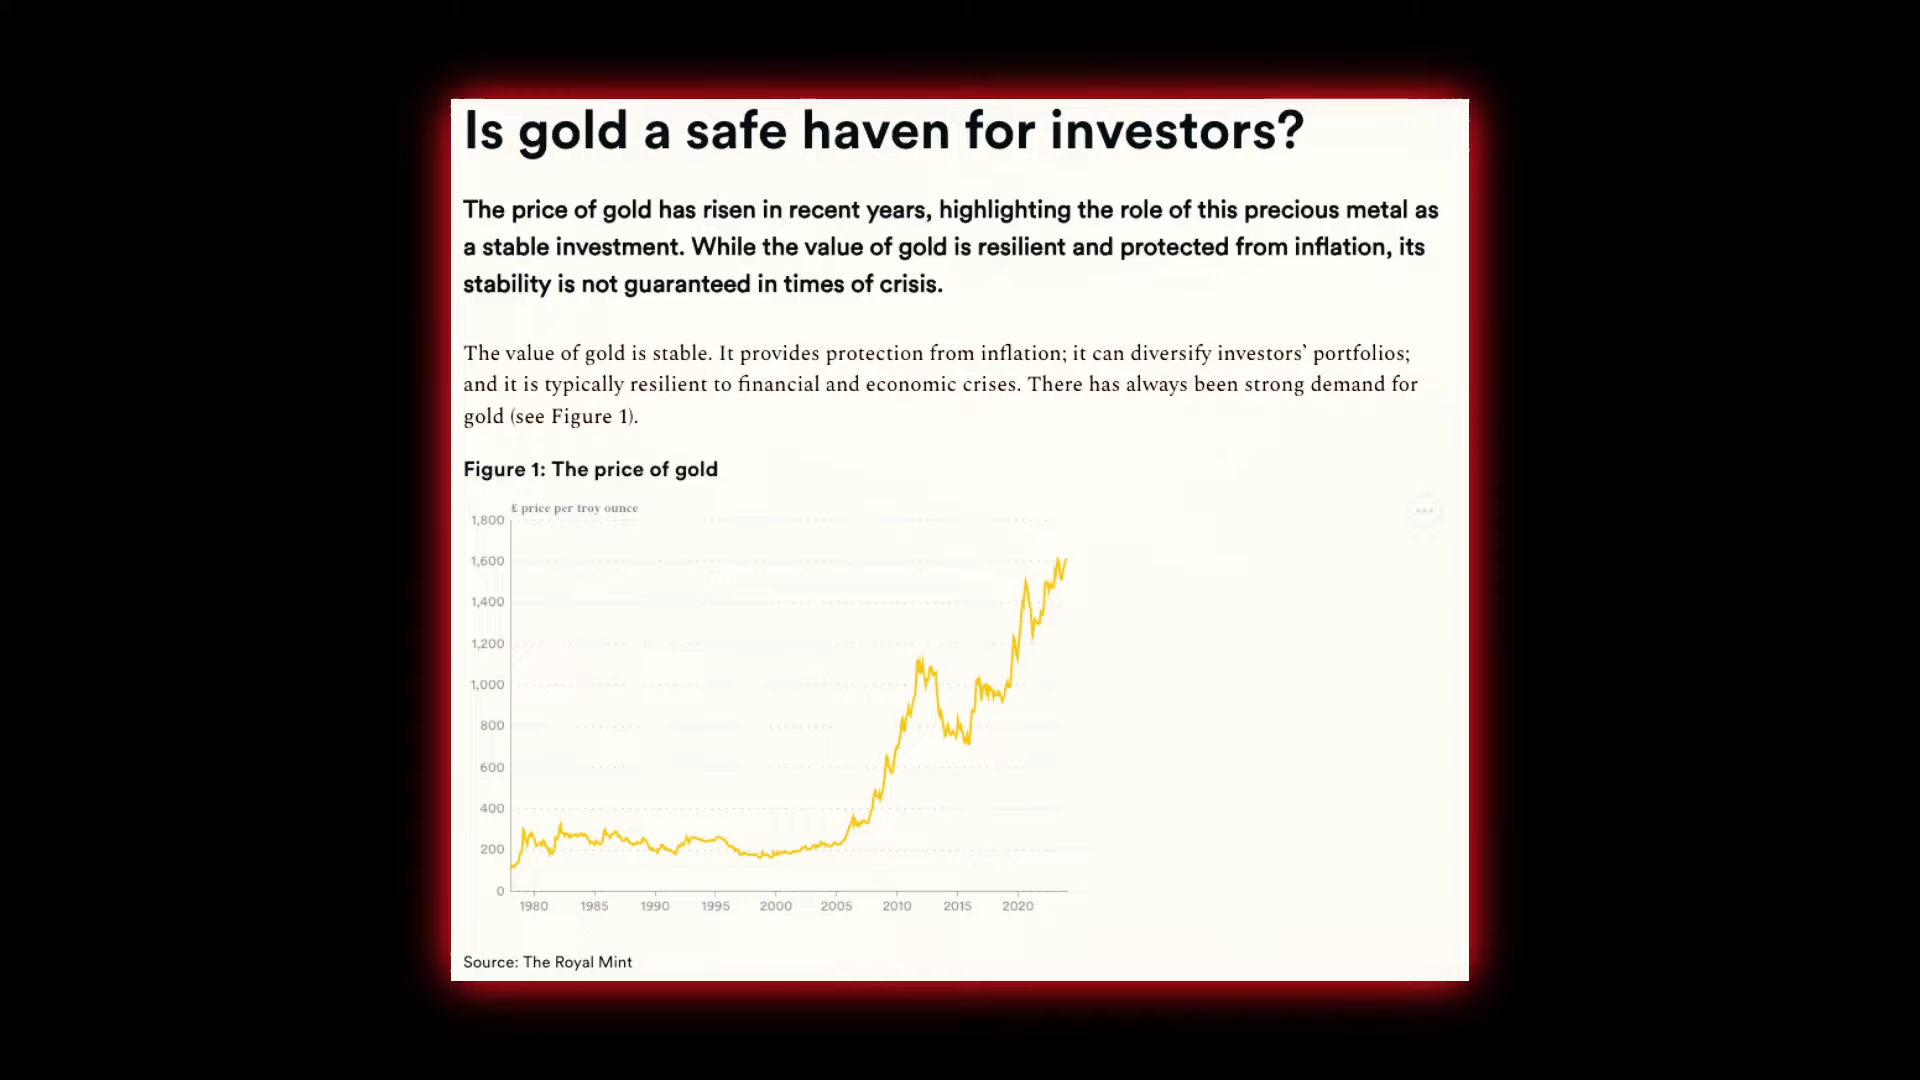 Is gold a safe haven for investors?
The price of gold has risen in recent years, highlighting the role of this precious metal as
a stable investment. While the value of gold is resilient and protected from inflation, its
stability is not guaranteed in times of crisis.
The value of gold is stable. It provides protection from inflation; it can diversify investors’ portfolios;
and it is typically resilient to financial and economic crises. There has always been strong demand for
gold (see Figure 1).
Figure 1: The price of gold
£ price per troy ounce
1,800
1,600
1,400
1,200
1,000
800
600
400
200
0
1980 1985 1990 1995 2000 2005 2010 2015 2020
Source: The Royal Mint